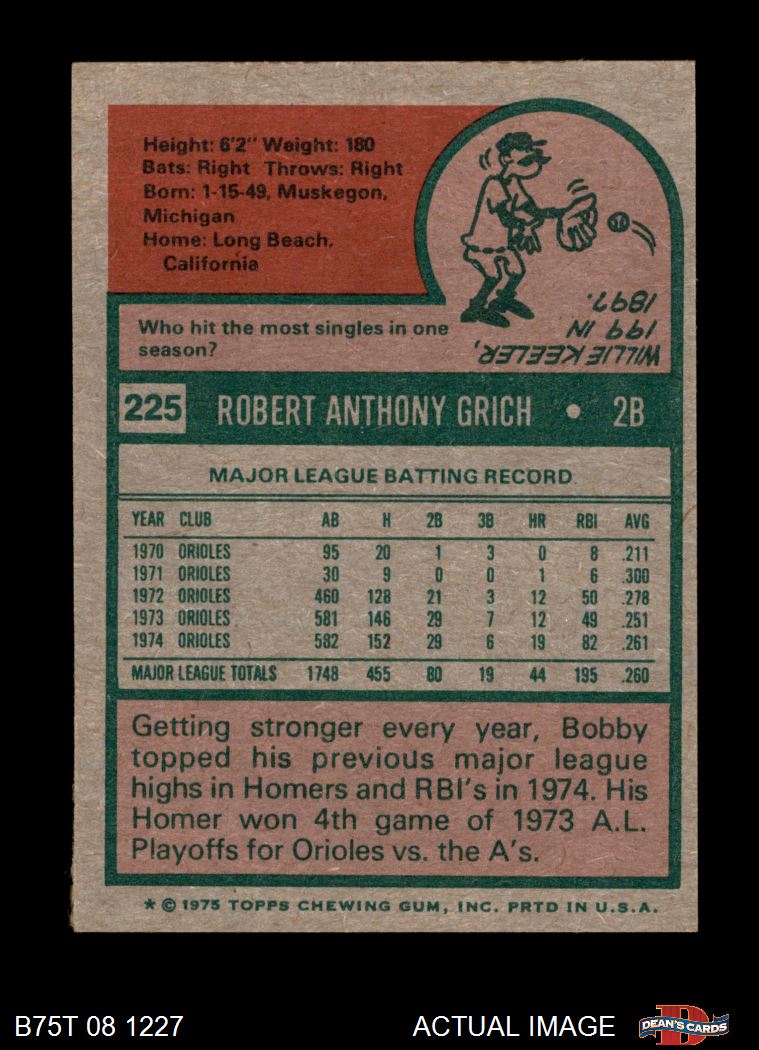 Height: 6'2" Weight: 180
Bats: Right Throws: Right
Born: 1-15-49, Muskegon,
Michigan
Home: Long Beach,
California
Who hit the most singles in one
season?
WILLIE KEELER,
199 IN
1897.
225 ROBERT ANTHONY GRICH • 2B
MAJOR LEAGUE BATTING RECORD
YEAR CLUB AB H 2B 3B HR RBI AVG
1970 ORIOLES 95 20 1 3 0 8 .211
1971 ORIOLES 30 9 0 0 1 6 .300
1972 ORIOLES 460 128 21 3 12 50 .278
1973 ORIOLES 581 146 29 7 12 49 .251
1974 ORIOLES 582 152 29 6 19 82 .261
MAJOR LEAGUE TOTALS 1748 455 80 19 44 195 .260
Getting stronger every year, Bobby
topped his previous major league
highs in Homers and RBI's in 1974. His
Homer won 4th game of 1973 A.L.
Playoffs for Orioles vs. the A's.
* © 1975 TOPPS CHEWING GUM, INC. PRTD IN U.S.A.
B75T 08 1227 ACTUAL IMAGE
D
DEAN'S CARDS